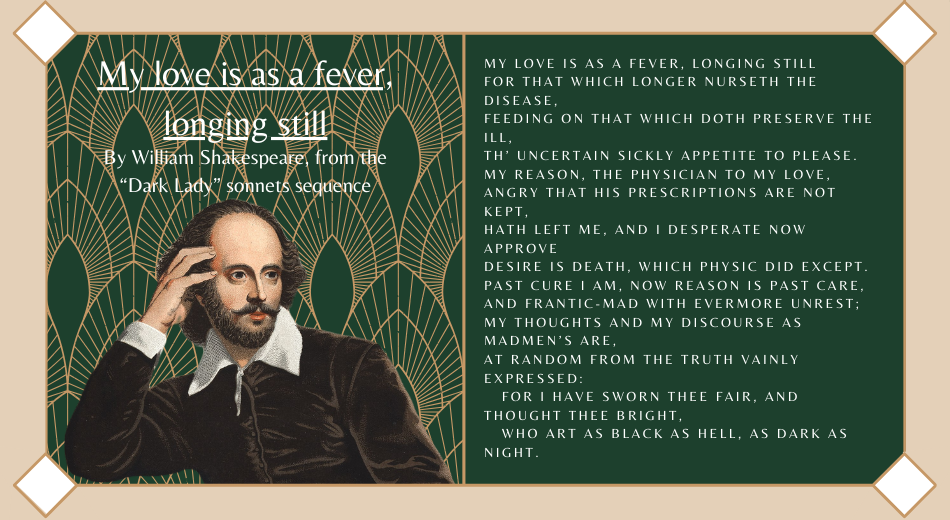 My love is as a fever,
longing still
By William Shakespeare, from the
“Dark Lady” sonnets sequence
MY LOVE IS AS A FEVER, LONGING STILL
FOR THAT WHICH LONGER NURSETH THE
DISEASE,
FEEDING ON THAT WHICH DOTH PRESERVE THE
ILL,
TH’ UNCERTAIN SICKLY APPETITE TO PLEASE.
MY REASON, THE PHYSICIAN TO MY LOVE,
ANGRY THAT HIS PRESCRIPTIONS ARE NOT
KEPT,
HATH LEFT ME, AND I DESPERATE NOW
APPROVE
DESIRE IS DEATH, WHICH PHYSIC DID EXCEPT.
PAST CURE I AM, NOW REASON IS PAST CARE,
AND FRANTIC-MAD WITH EVERMORE UNREST;
MY THOUGHTS AND MY DISCOURSE AS
MADMEN’S ARE,
AT RANDOM FROM THE TRUTH VAINLY
EXPRESSED:
FOR I HAVE SWORN THEE FAIR, AND
THOUGHT THEE BRIGHT,
WHO ART AS BLACK AS HELL, AS DARK AS
NIGHT.